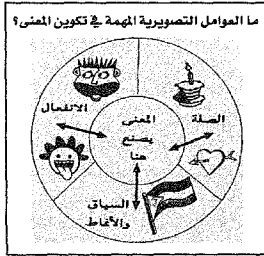 ما العوامل التصويرية المهمة في تكوين المعنى؟
الانفعال
الصلة
المعنى
يصنع
هنا
السياق
والأنماط